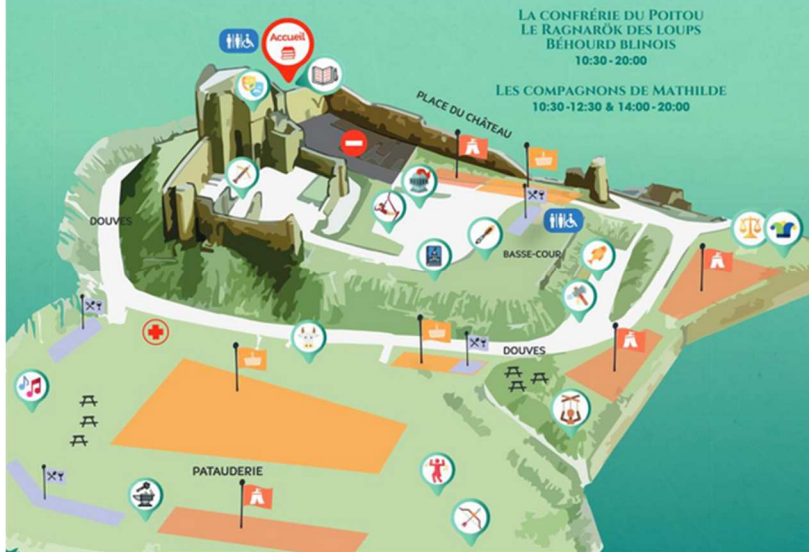 LA CONFRÉRIE DU POITOU
LE RAGNARÖK DES LOUPS
BÉHOURD BLINOIS
10:30 - 20:00
LES COMPAGNONS DE MATHILDE
10:30 -12:30 & 14:00 - 20:00
Accueil
PLACE DU CHÂTEAU
DOUVES
BASSE-COUR
DOUVES
PATAUDERIE